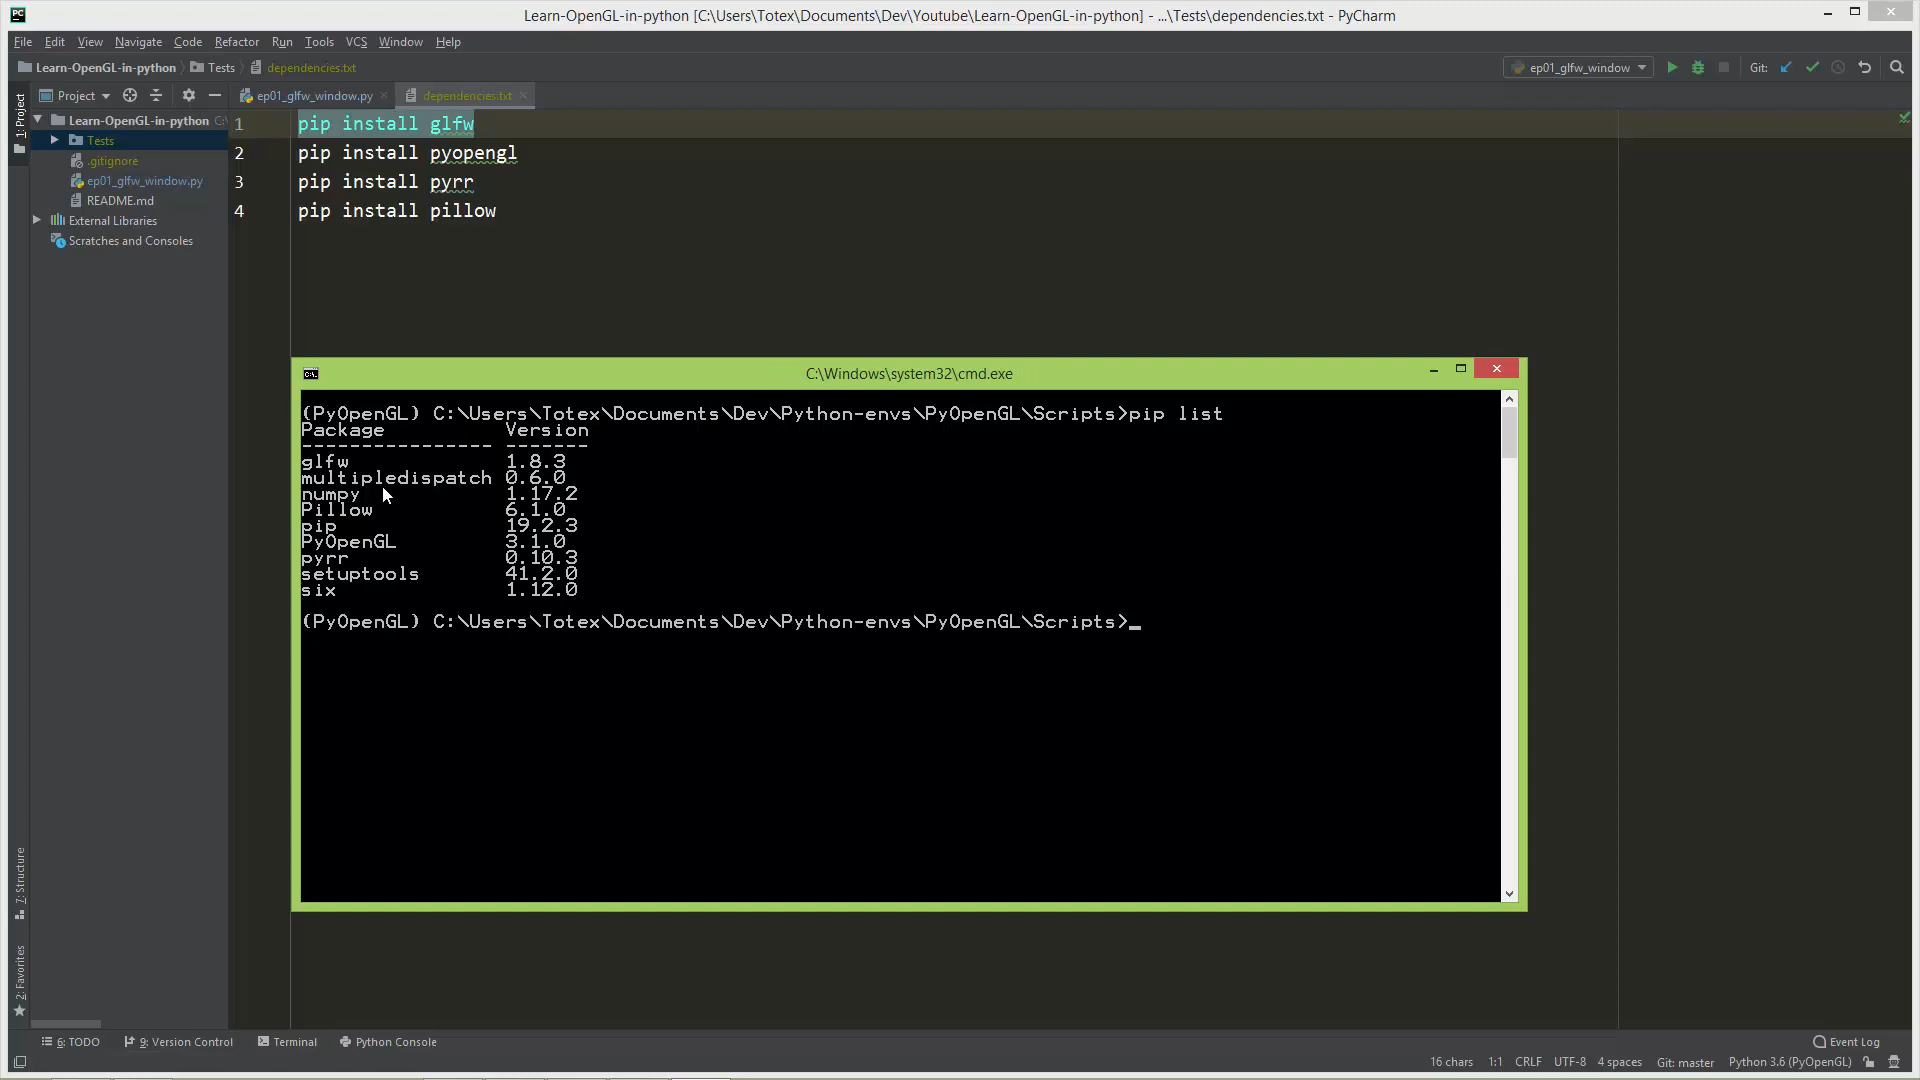 Learn-OpenGL-in-python [C:\Users\Totex\Documents\Dev\Youtube\Learn-OpenGL-in-python] - ...\Tests\dependencies.txt - PyCharm
File Edit View Navigate Code Refactor Run Tools VCS Window Help
Learn-OpenGL-in-python Tests dependencies.txt ep01_glfw_window Git:
Project ep01_glfw_window.py dependencies.txt
1: Project
Learn-OpenGL-in-python C:\
Tests
.gitignore
ep01_glfw_window.py
README.md
External Libraries
Scratches and Consoles
1 pip install glfw
2 pip install pyopengl
3 pip install pyrr
4 pip install pillow
C:\Windows\system32\cmd.exe
(PyOpenGL) C:\Users\Totex\Documents\Dev\Python-envs\PyOpenGL\Scripts>pip list
Package Version
---------------- -------
glfw 1.8.3
multipledispatch 0.6.0
numpy 1.17.2
Pillow 6.1.0
pip 19.2.3
PyOpenGL 3.1.0
pyrr 0.10.3
setuptools 41.2.0
six 1.12.0
(PyOpenGL) C:\Users\Totex\Documents\Dev\Python-envs\PyOpenGL\Scripts>_
7: Structure
2: Favorites
6: TODO 9: Version Control Terminal Python Console Event Log
16 chars 1:1 CRLF UTF-8 4 spaces Git: master Python 3.6 (PyOpenGL)